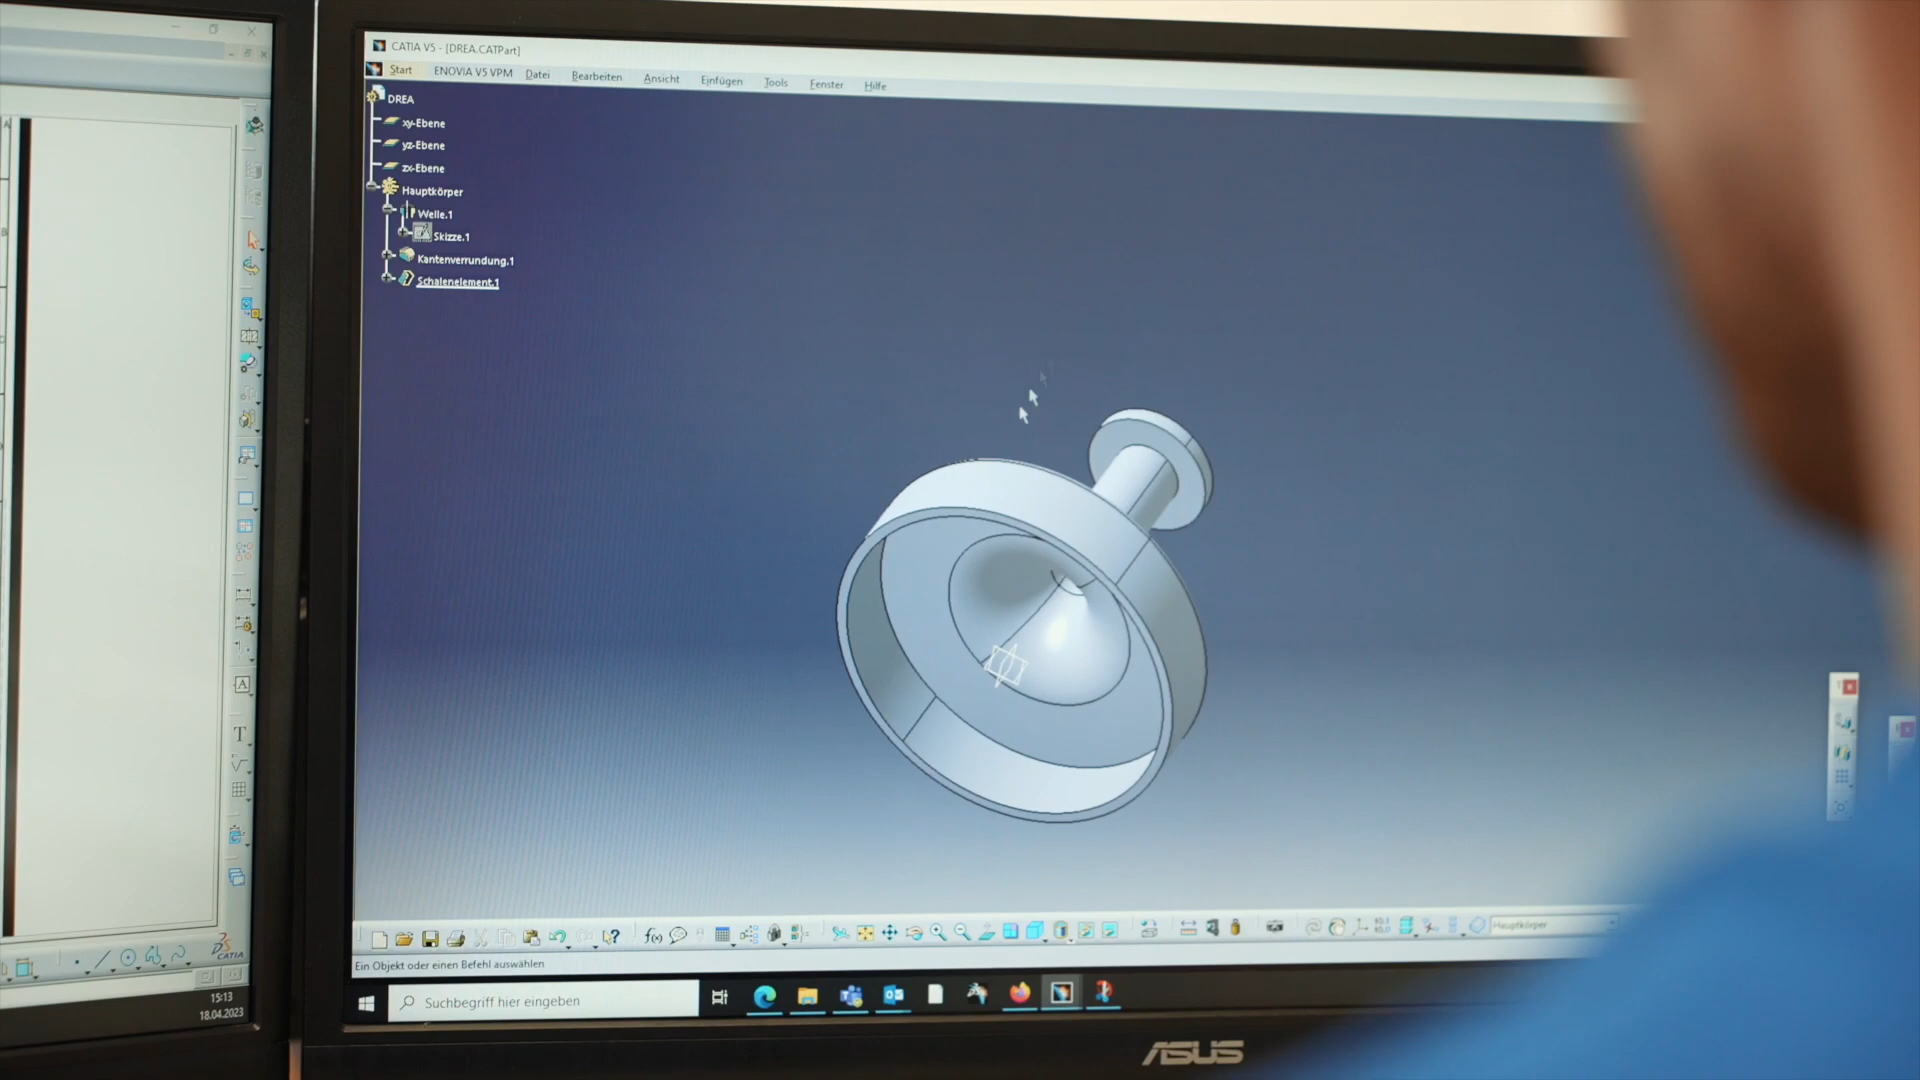 CATIA V5 - [DREA.CATPart]
Start ENOVIA V5 VPM Datei Bearbeiten Ansicht Einfügen Tools Fenster Hilfe
DREA
xy-Ebene
yz-Ebene
zx-Ebene
Hauptkörper
Welle.1
Skizze.1
Kantenverrundung.1
Schalenelement.1
A
T
CATIA
f(x)
Hauptkörper
Ein Objekt oder einen Befehl auswählen
Suchbegriff hier eingeben
15:13
18.04.2023
ASUS